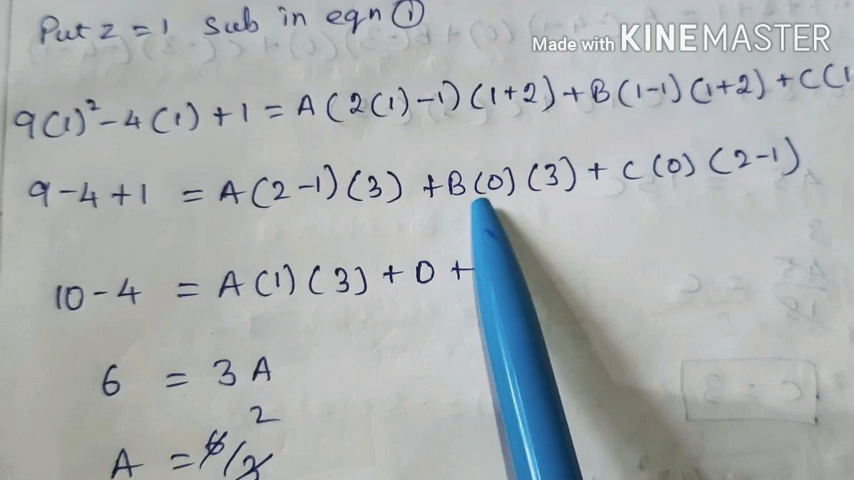 Put z = 1 sub in eqn ①
Made with KINEMASTER
9(1)² - 4(1) + 1 = A(2(1)-1)(1+2) + B(1-1)(1+2) + C(1
9 - 4 + 1 = A(2-1)(3) + B(0)(3) + C(0)(2-1)
10 - 4 = A(1)(3) + 0 +
6 = 3A
2
A = 6/3